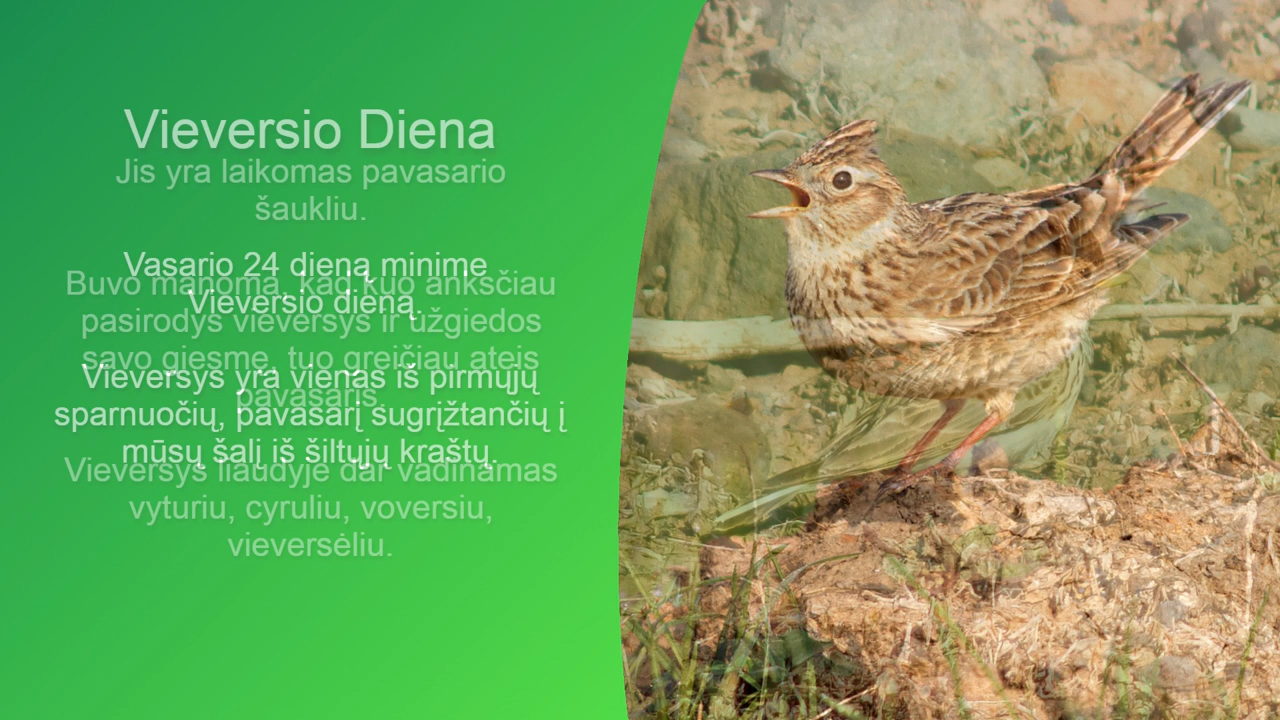 Vieversio Diena
Jis yra laikomas pavasario
šaukliu.
Vasario 24 dieną minime
Vieversio dieną.
Buvo manoma, kad kuo anksčiau
pasirodys vieversys ir užgiedos
savo giesmę, tuo greičiau ateis
pavasaris.
Vieversys yra vienas iš pirmųjų
sparnuočių, pavasarį sugrįžtančių į
mūsų šalį iš šiltųjų kraštų.
Vieversys liaudyje dar vadinamas
vyturiu, cyruliu, voversiu,
vieversėliu.